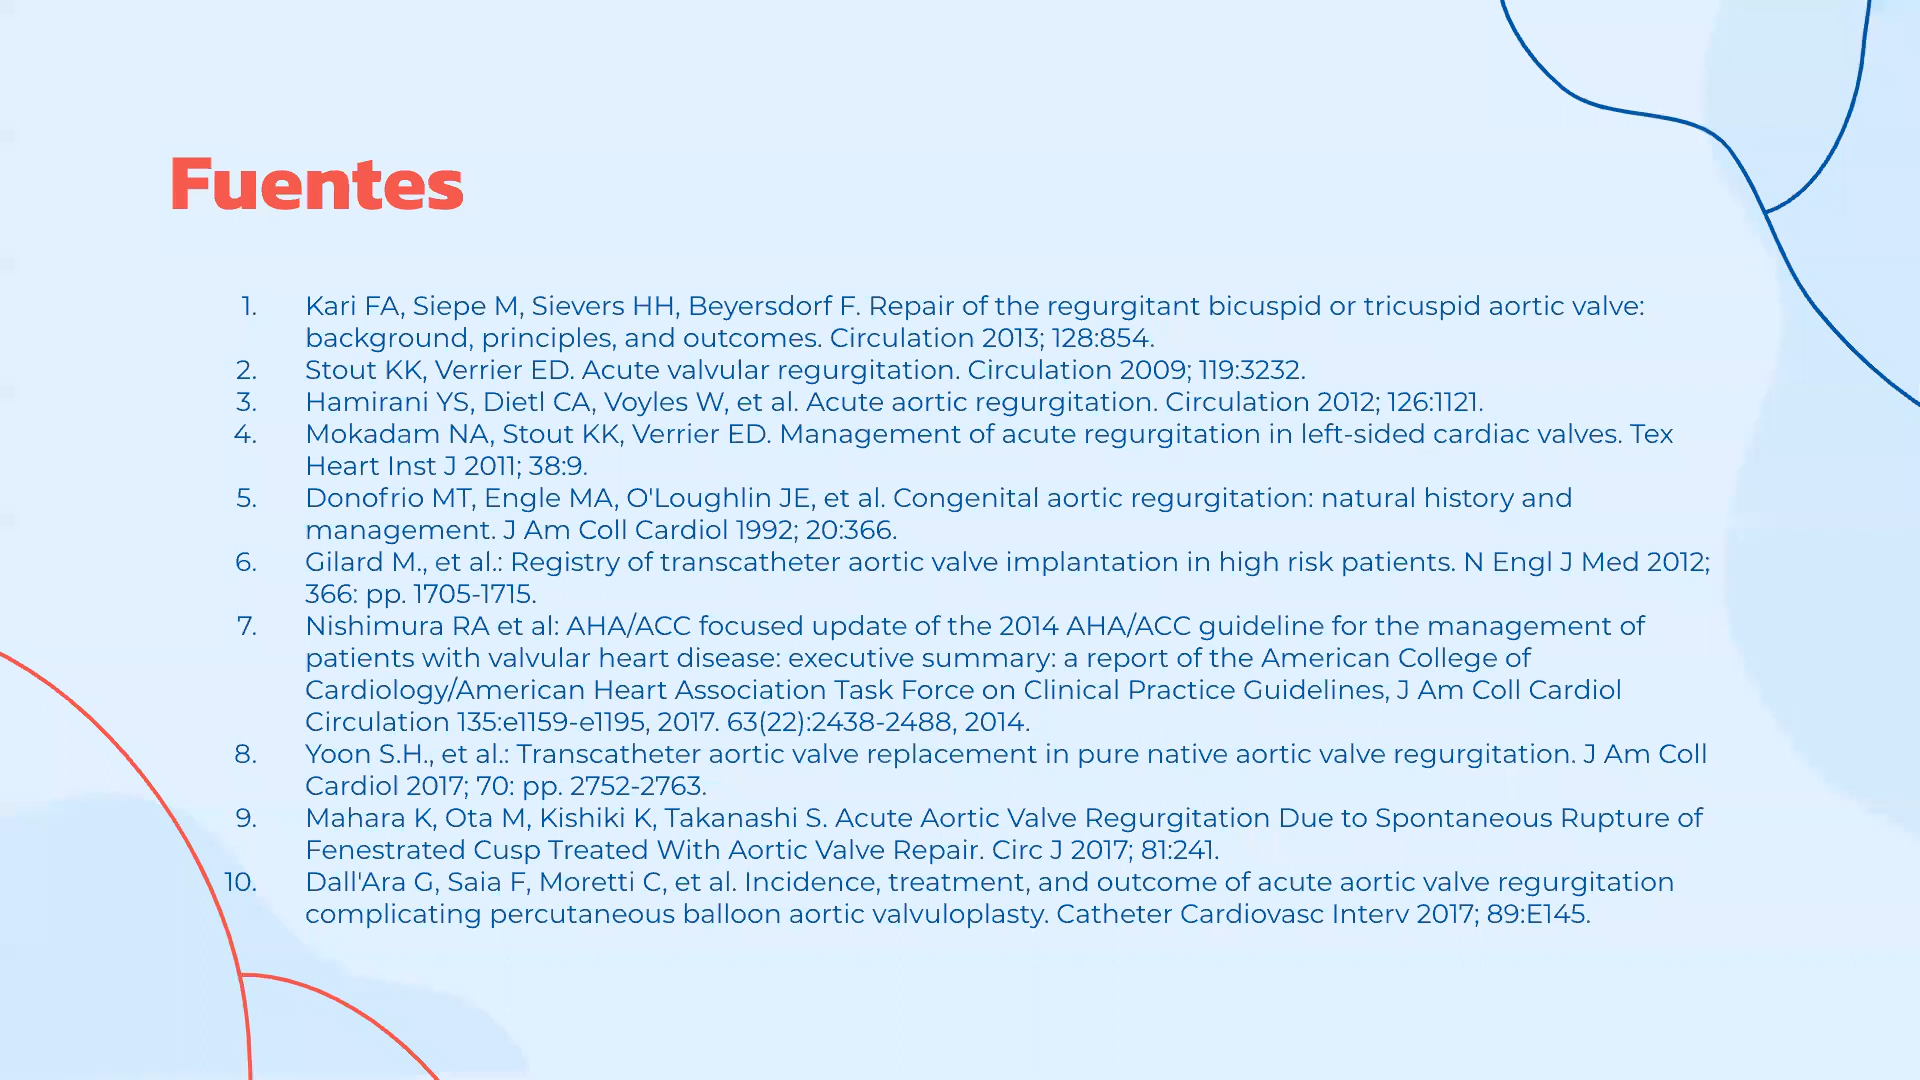 Fuentes
1. Kari FA, Siepe M, Sievers HH, Beyersdorf F. Repair of the regurgitant bicuspid or tricuspid aortic valve:
background, principles, and outcomes. Circulation 2013; 128:854.
2. Stout KK, Verrier ED. Acute valvular regurgitation. Circulation 2009; 119:3232.
3. Hamirani YS, Dietl CA, Voyles W, et al. Acute aortic regurgitation. Circulation 2012; 126:1121.
4. Mokadam NA, Stout KK, Verrier ED. Management of acute regurgitation in left-sided cardiac valves. Tex
Heart Inst J 2011; 38:9.
5. Donofrio MT, Engle MA, O'Loughlin JE, et al. Congenital aortic regurgitation: natural history and
management. J Am Coll Cardiol 1992; 20:366.
6. Gilard M., et al.: Registry of transcatheter aortic valve implantation in high risk patients. N Engl J Med 2012;
366: pp. 1705-1715.
7. Nishimura RA et al: AHA/ACC focused update of the 2014 AHA/ACC guideline for the management of
patients with valvular heart disease: executive summary: a report of the American College of
Cardiology/American Heart Association Task Force on Clinical Practice Guidelines, J Am Coll Cardiol
Circulation 135:e1159-e1195, 2017. 63(22):2438-2488, 2014.
8. Yoon S.H., et al.: Transcatheter aortic valve replacement in pure native aortic valve regurgitation. J Am Coll
Cardiol 2017; 70: pp. 2752-2763.
9. Mahara K, Ota M, Kishiki K, Takanashi S. Acute Aortic Valve Regurgitation Due to Spontaneous Rupture of
Fenestrated Cusp Treated With Aortic Valve Repair. Circ J 2017; 81:241.
10. Dall'Ara G, Saia F, Moretti C, et al. Incidence, treatment, and outcome of acute aortic valve regurgitation
complicating percutaneous balloon aortic valvuloplasty. Catheter Cardiovasc Interv 2017; 89:E145.